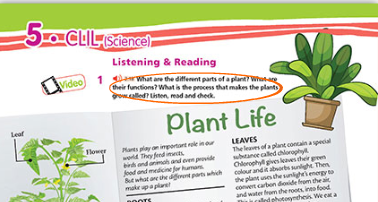 5 • CLIL (Science)
Listening & Reading
Video
1 What are the different parts of a plant? What are
their functions? What is the process that makes the plants
grow called? Listen, read and check.
Plant Life
Leaf
Flower
Plants play an important role in our
world. They feed insects,
birds and animals and even provide
food and medicine for humans.
But what are the different parts which
make up a plant?
ROOTS
LEAVES
The leaves of a plant contain a special
substance called chlorophyll.
Chlorophyll gives leaves their green
colour and it absorbs sunlight. Then,
the plant uses the sun's energy to
convert carbon dioxide from the air,
and water from the roots, into food.
This is called photosynthesis. We eat a